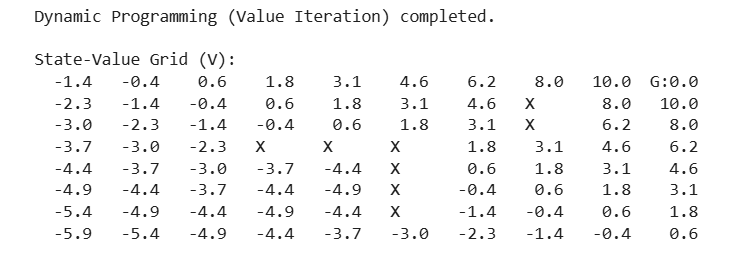 Dynamic Programming (Value Iteration) completed.
State-Value Grid (V):
-1.4 -0.4 0.6 1.8 3.1 4.6 6.2 8.0 10.0 G:0.0
-2.3 -1.4 -0.4 0.6 1.8 3.1 4.6 X 8.0 10.0
-3.0 -2.3 -1.4 -0.4 0.6 1.8 3.1 X 6.2 8.0
-3.7 -3.0 -2.3 X X X 1.8 3.1 4.6 6.2
-4.4 -3.7 -3.0 -3.7 -4.4 X 0.6 1.8 3.1 4.6
-4.9 -4.4 -3.7 -4.4 -4.9 X -0.4 0.6 1.8 3.1
-5.4 -4.9 -4.4 -4.9 -4.4 X -1.4 -0.4 0.6 1.8
-5.9 -5.4 -4.9 -4.4 -3.7 -3.0 -2.3 -1.4 -0.4 0.6